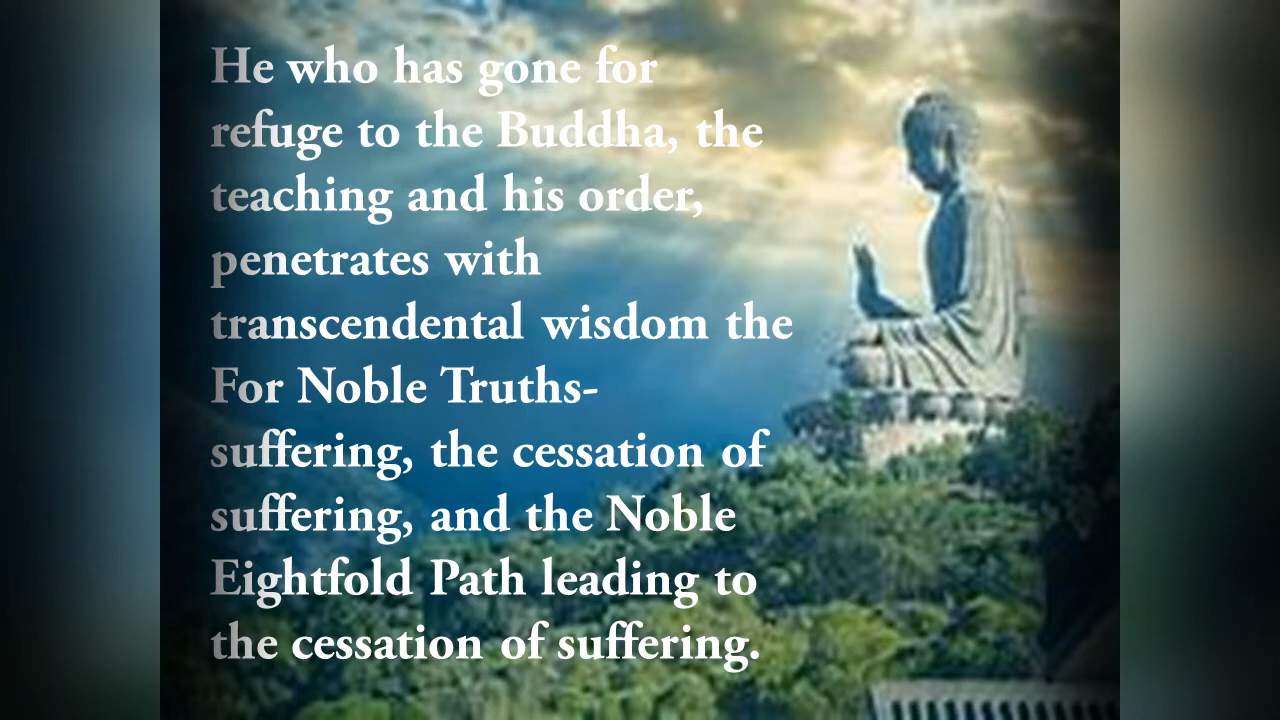 He who has gone for
refuge to the Buddha, the
teaching and his order,
penetrates with
transcendental wisdom the
For Noble Truths-
suffering, the cessation of
suffering, and the Noble
Eightfold Path leading to
the cessation of suffering.